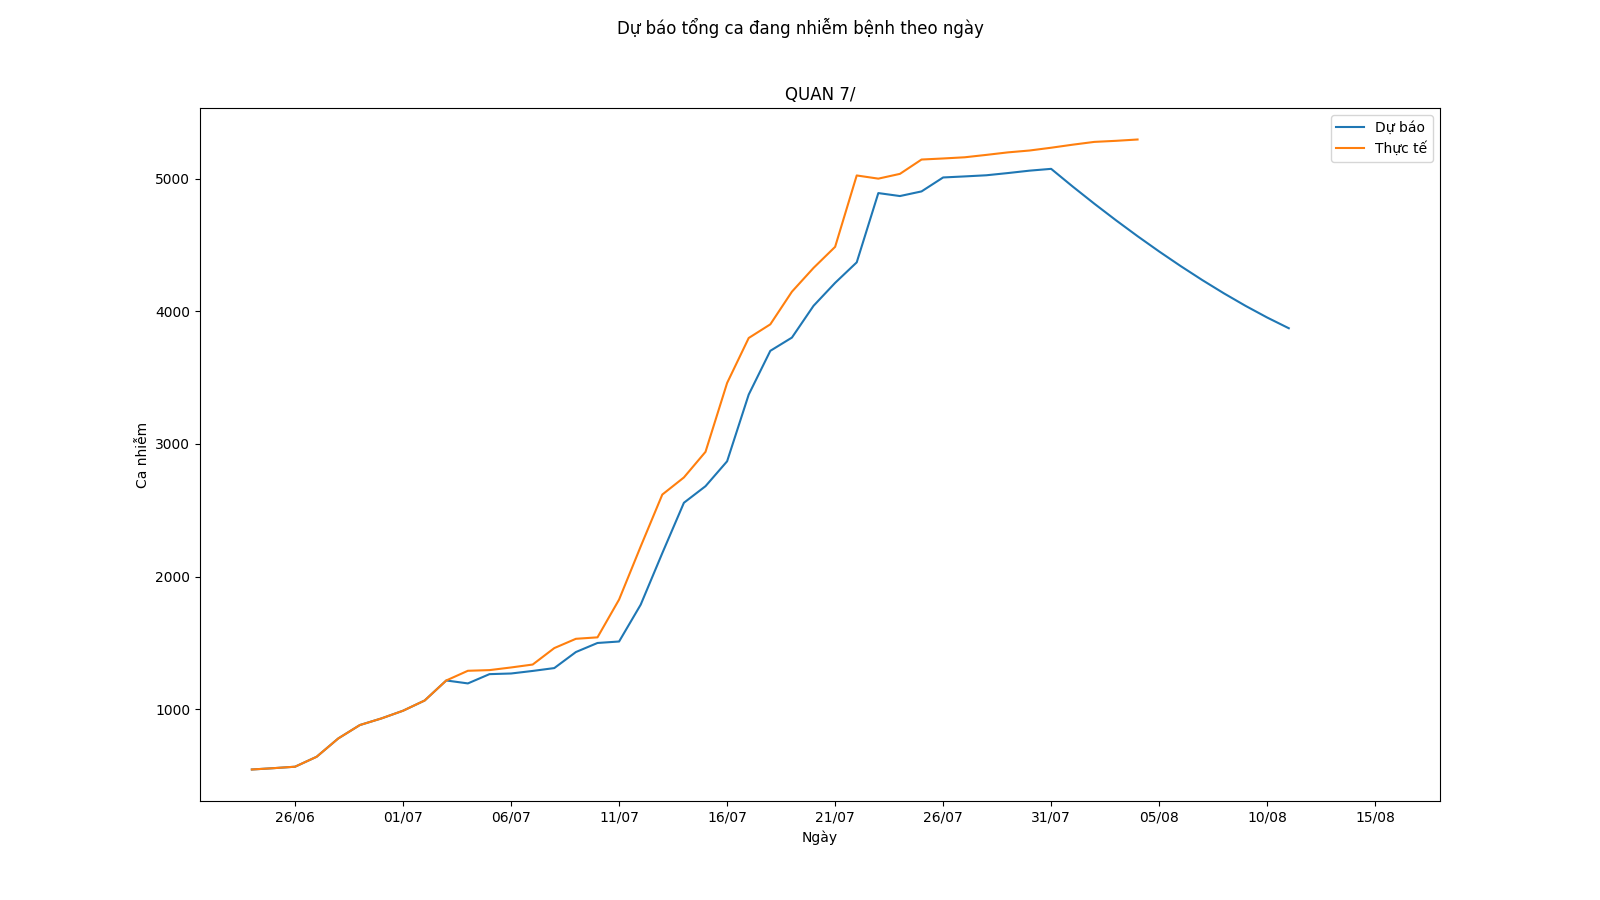 Dự báo tổng ca đang nhiễm bệnh theo ngày
QUAN 7/
Dự báo
Thực tế
5000
4000
3000
2000
1000
Ca nhiễm
26/06 01/07 06/07 11/07 16/07 21/07 26/07 31/07 05/08 10/08 15/08
Ngày